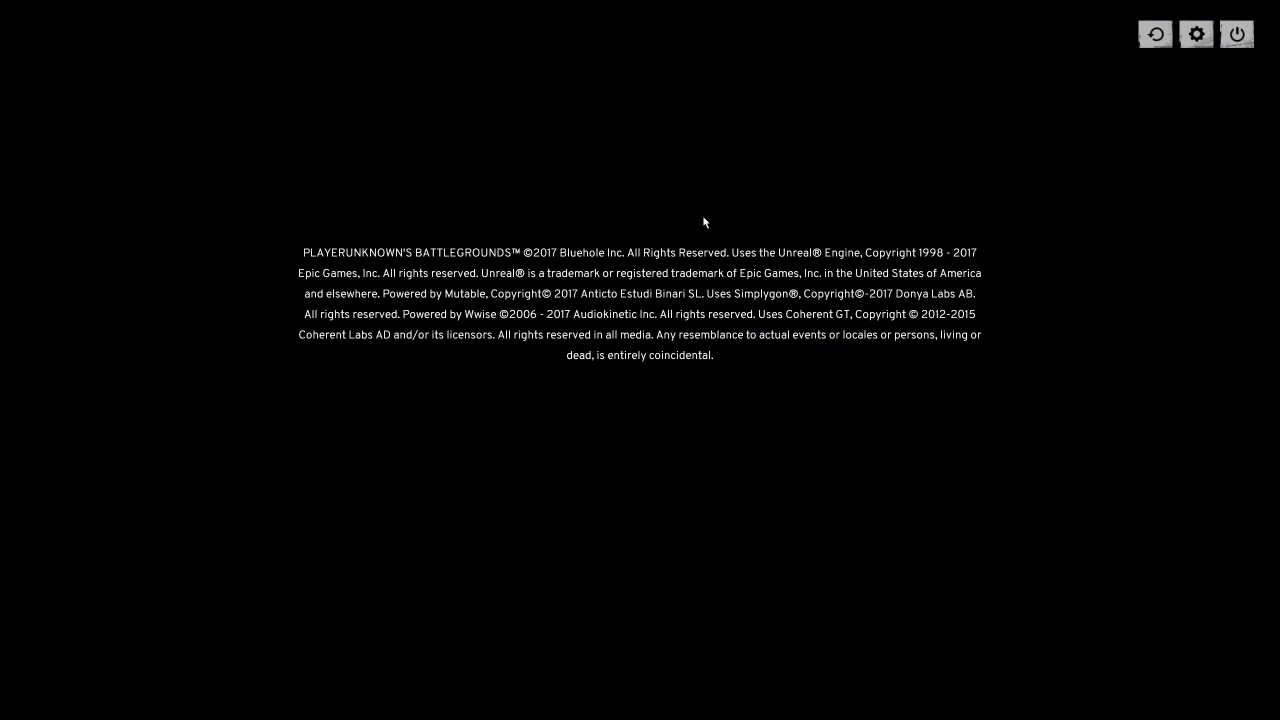 PLAYERUNKNOWN'S BATTLEGROUNDS™ ©2017 Bluehole Inc. All Rights Reserved. Uses the Unreal® Engine, Copyright 1998 - 2017
Epic Games, Inc. All rights reserved. Unreal® is a trademark or registered trademark of Epic Games, Inc. in the United States of America
and elsewhere. Powered by Mutable, Copyright© 2017 Anticto Estudi Binari SL. Uses Simplygon®, Copyright©-2017 Donya Labs AB.
All rights reserved. Powered by Wwise ©2006 - 2017 Audiokinetic Inc. All rights reserved. Uses Coherent GT, Copyright © 2012-2015
Coherent Labs AD and/or its licensors. All rights reserved in all media. Any resemblance to actual events or locales or persons, living or
dead, is entirely coincidental.